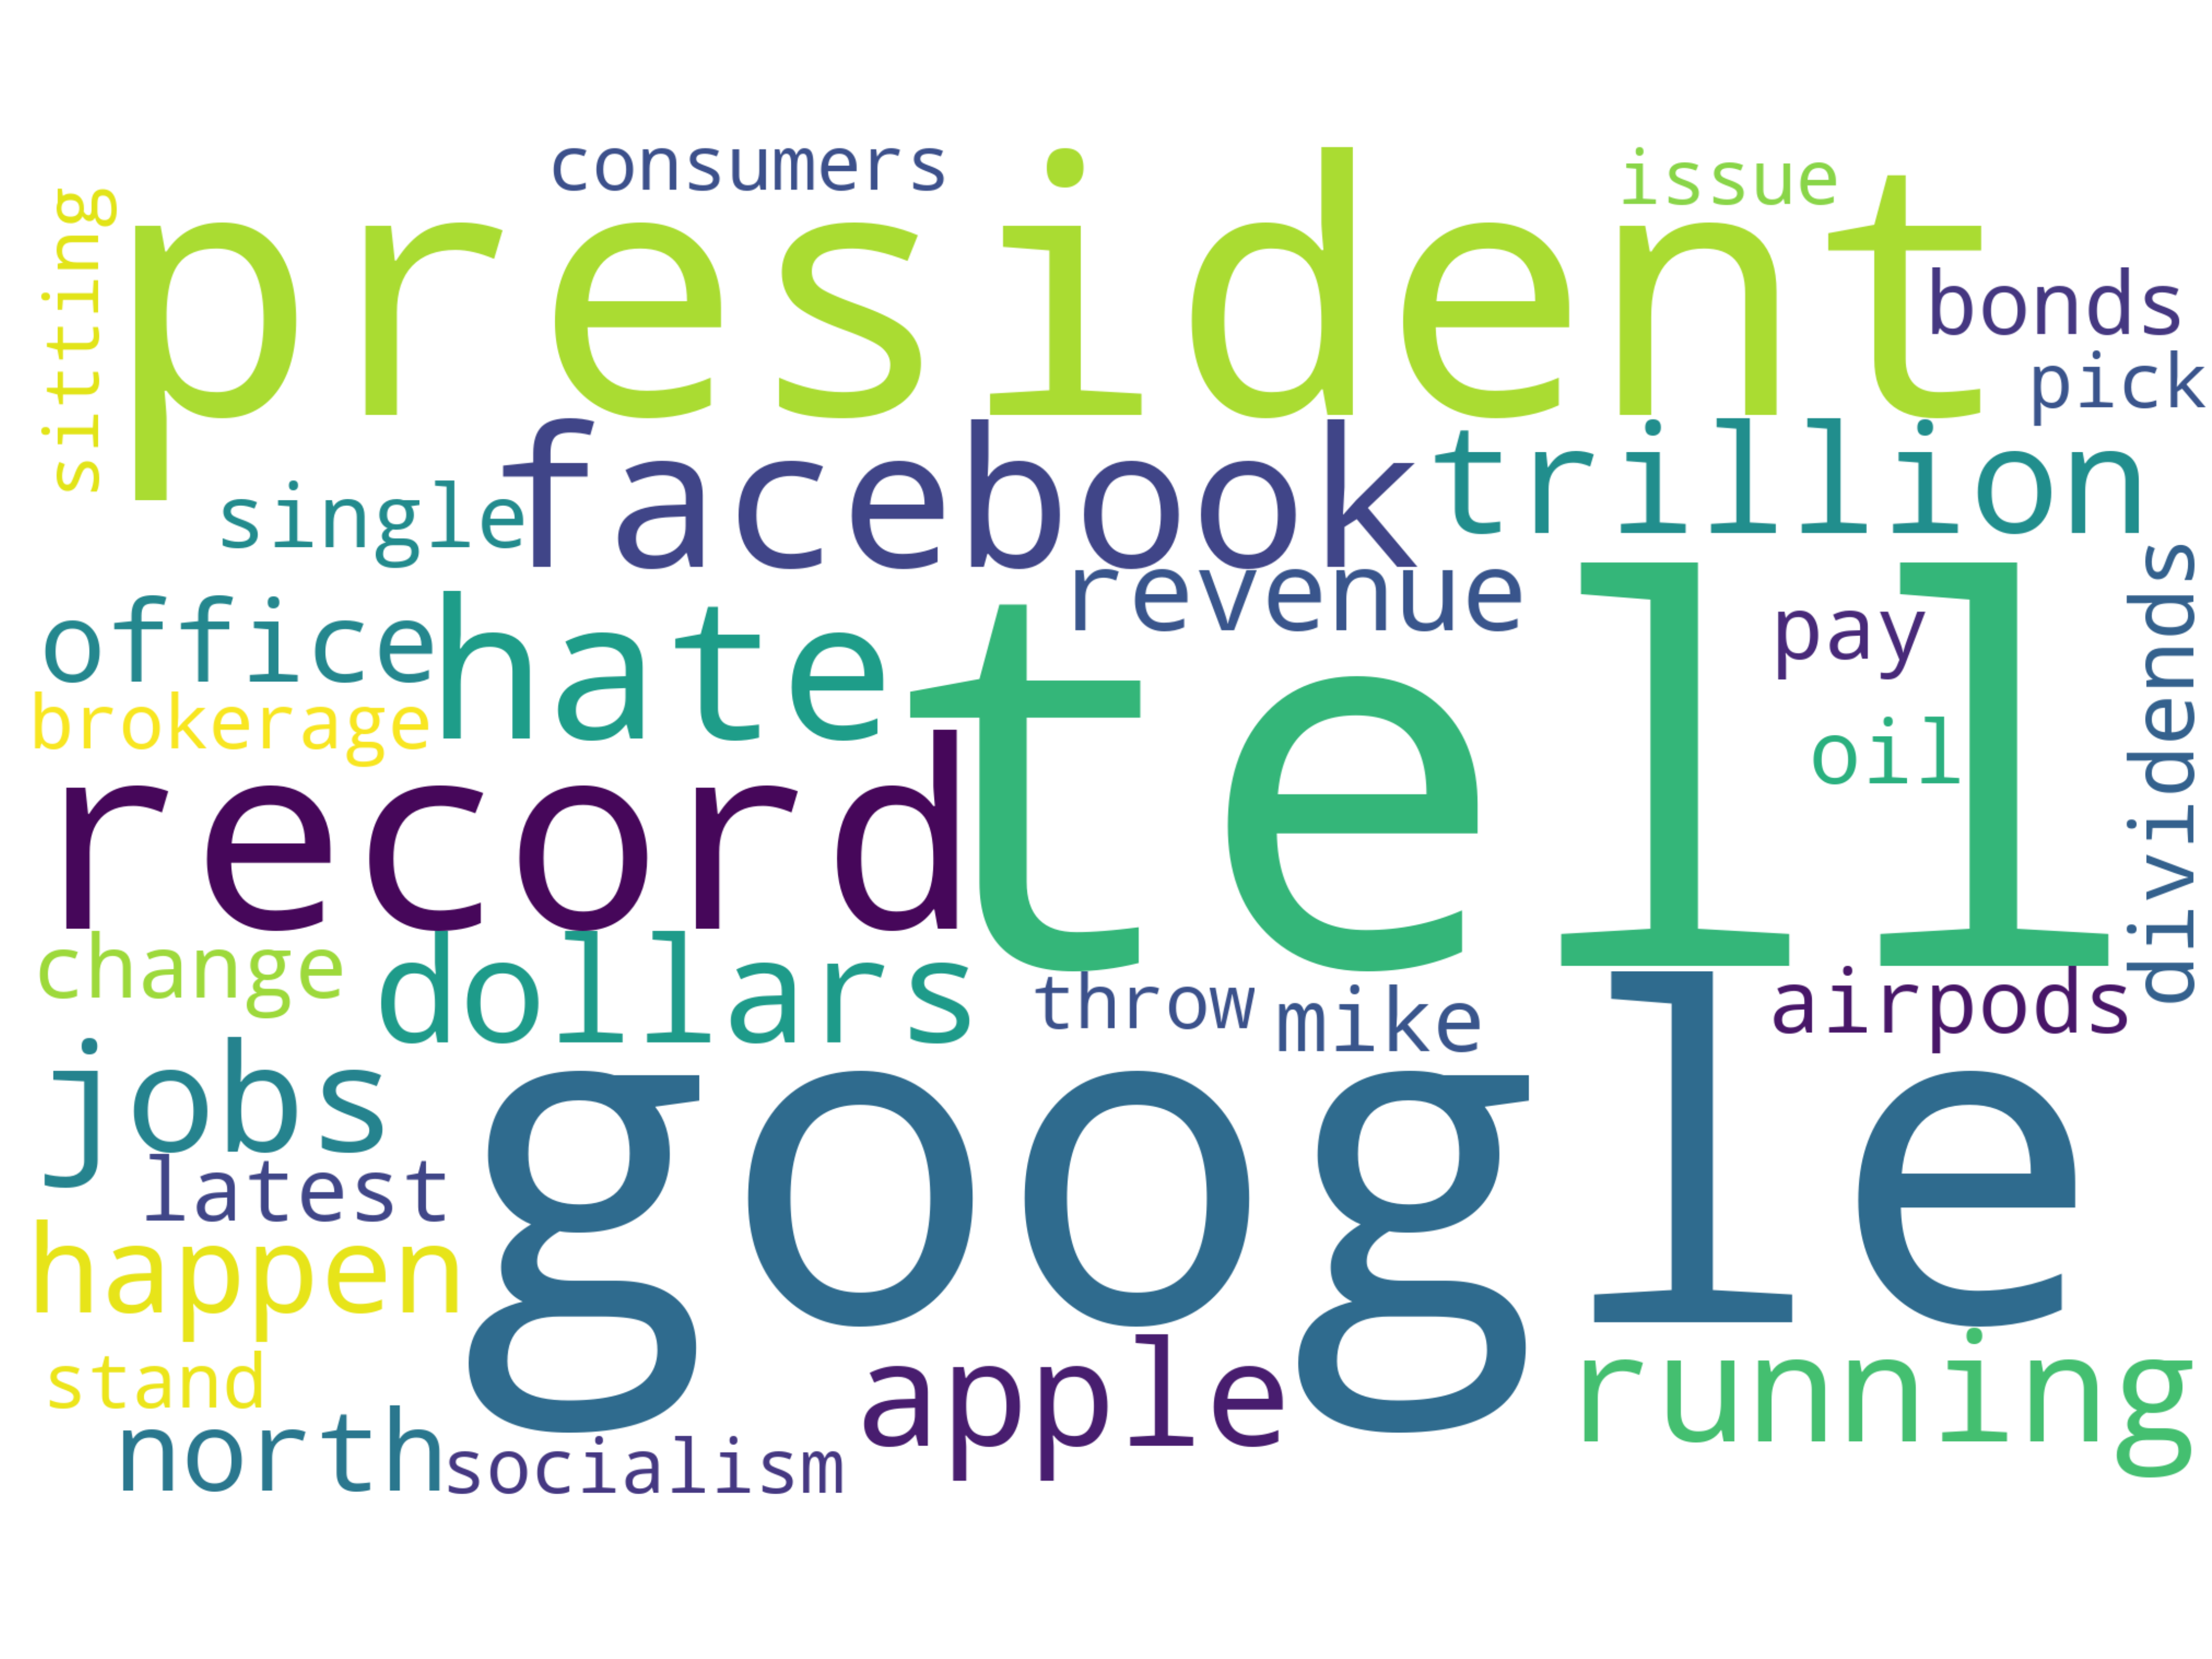 consumers
issue
sitting
president
bonds
pick
facebook
trillion
single
revenue
dividends
office
hate
tell
pay
brokerage
oil
record
change
dollars
throw
mike
airpods
jobs
google
latest
happen
apple
running
stand
north
socialism